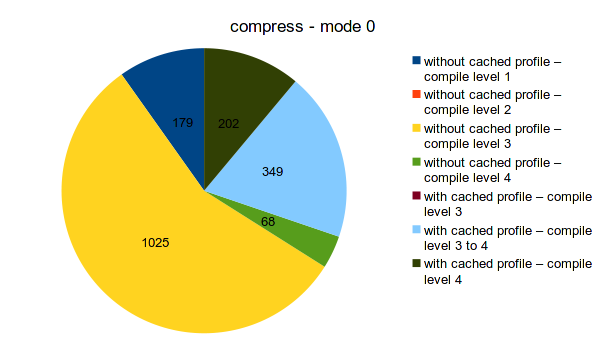 compress - mode 0
without cached profile – 
compile level 1
without cached profile – 
compile level 2
without cached profile – 
compile level 3
without cached profile – 
compile level 4
with cached profile – compile 
level 3
with cached profile – compile 
level 3 to 4
with cached profile – compile 
level 4
179
202
349
68
1025